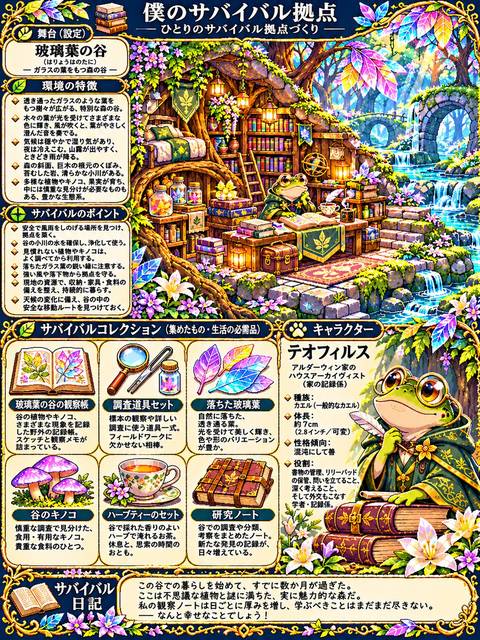 僕のサバイバル拠点
―ひとりのサバイバル拠点づくり―
舞台(設定)
玻璃葉の谷
(はりょうはのたに)
― ガラスの葉をもつ森の谷 ―
環境の特徴
透き通ったガラスのような葉を
もつ樹々が広がる、特別な森の谷。
木々の葉が光を受けてさまざまな
色に輝き、風が吹くと、葉がやさしく
澄んだ音を奏でる。
気候は穏やかで湿り気があり、
夜は冷えこむ。山霧が出やすく、
ときどき雨が降る。
森の斜面、巨木の根元のくぼみ、
苔むした岩、清らかな小川がある。
多様な植物やキノコ、果実が育ち、
中には慎重な見分けが必要なものも
ある、豊かな生態系。
サバイバルのポイント
安全で風雨をしのげる場所を見つけ、
拠点を築く。
谷の小川の水を確保し、浄化して使う。
見慣れない植物やキノコは、
よく調べてから利用する。
落ちたガラス葉の鋭い縁に注意する。
強い風や落下物から拠点を守る。
現地の資源で、収納・家具・食料の
備えを整え、持続的に暮らす。
天候の変化に備え、谷の中の
安全な移動ルートを見つけておく。
サバイバルコレクション(集めたもの・生活の必需品)
玻璃葉の谷の観察帳
谷の植物やキノコ、
さまざまな現象を記録
した野外の記録帳。
スケッチと観察メモが
詰まっている。
調査道具セット
標本の観察や詳しい
調査に使う道具一式。
フィールドワークに
欠かせない相棒。
落ちた玻璃葉
自然に落ちた、
透き通る葉。
光を受けて美しく輝き、
色や形のバリエーション
が豊か。
谷のキノコ
慎重な調査で見分けた、
食用・有用なキノコ。
貴重な食料のひとつ。
ハーブティーのセット
谷で採れた香りのよい
ハーブで淹れるお茶。
休息と、思索の時間の
おとも。
研究ノート
谷での調査や分類、
考察をまとめたノート。
新たな発見の記録が、
日々増えている。
キャラクター
テオフィルス
アルダーウィン家の
ハウスアーカイヴィスト
(家の記録係)
種族:
カエル(一般的なカエル)
体長:
約7cm
(2.8インチ/可変)
性格傾向:
混沌にして善
役割:
書物の管理、リリーパッド
の保管、問いを立てること、
深く考えること、
そして外交もこなす
学者・記録係。
サバイバル
日記
この谷での暮らしを始めて、すでに数か月が過ぎた。
ここは不思議な植物と謎に満ちた、実に魅力的な森だ。
私の観察ノートは日ごとに厚みを増し、学ぶべきことはまだまだ尽きない。
―― なんと幸せなことでしょう！